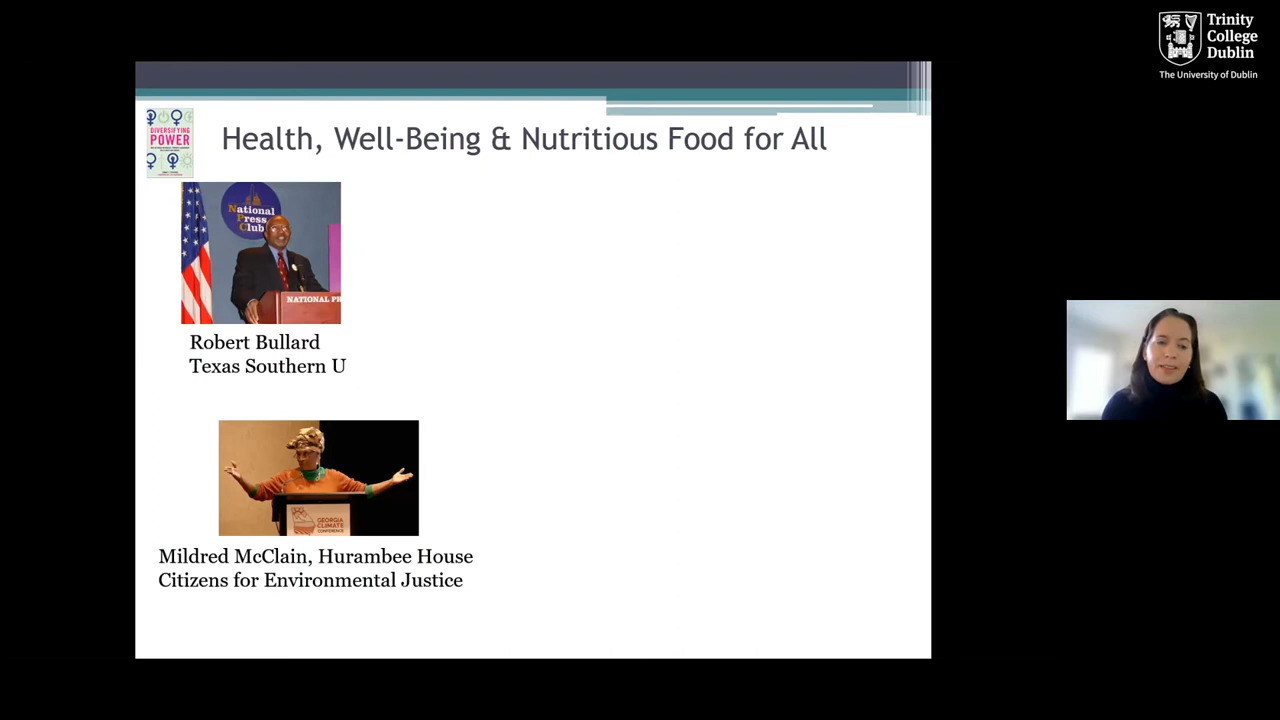 Trinity
College
Dublin
The University of Dublin
DIVERSIFYING
POWER
Health, Well-Being & Nutritious Food for All
National
Press
Club
NATIONAL PR
Robert Bullard
Texas Southern U
GEORGIA
CLIMATE
CONFERENCE
Mildred McClain, Hurambee House
Citizens for Environmental Justice